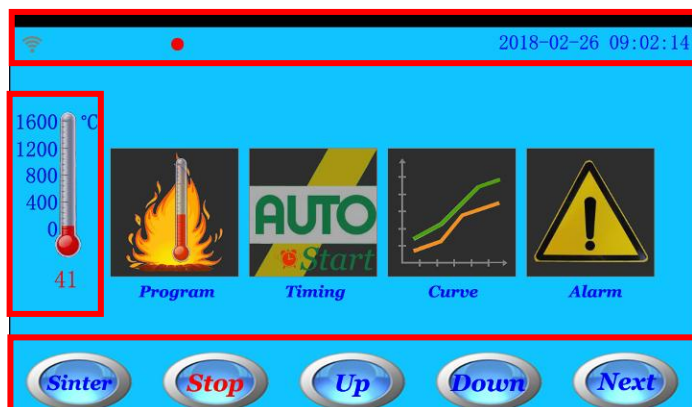 2018-02-26 09:02:14
1600 ℃
1200
800
400
0
41
AUTO
Start
Program Timing Curve Alarm
Sinter Stop Up Down Next